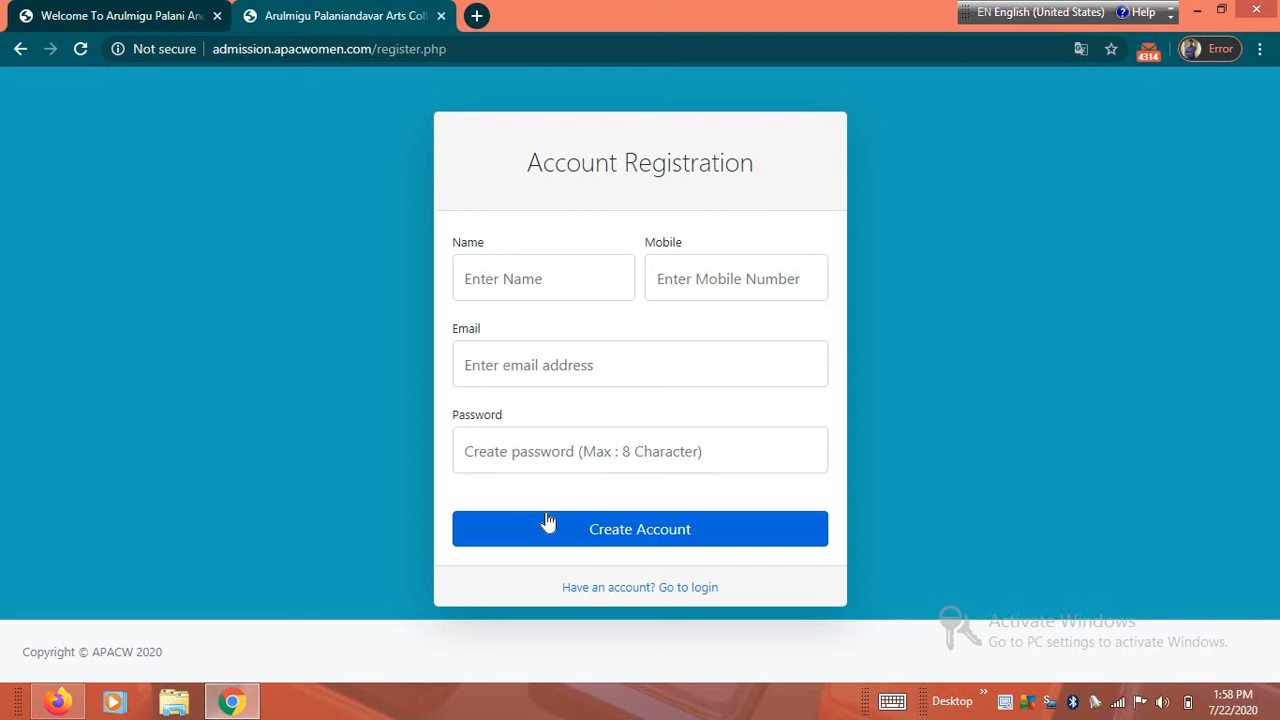 Welcome To Arulmigu Palani And
Arulmigu Palaniandavar Arts Coll
EN English (United States) Help
Not secure admission.apacwomen.com/register.php
4314
Error
Account Registration
Name Mobile
Enter Name Enter Mobile Number
Email
Enter email address
Password
Create password (Max : 8 Character)
Create Account
Have an account? Go to login
Activate Windows
Go to PC settings to activate Windows.
Copyright © APACW 2020
Desktop
1:58 PM
7/22/2020